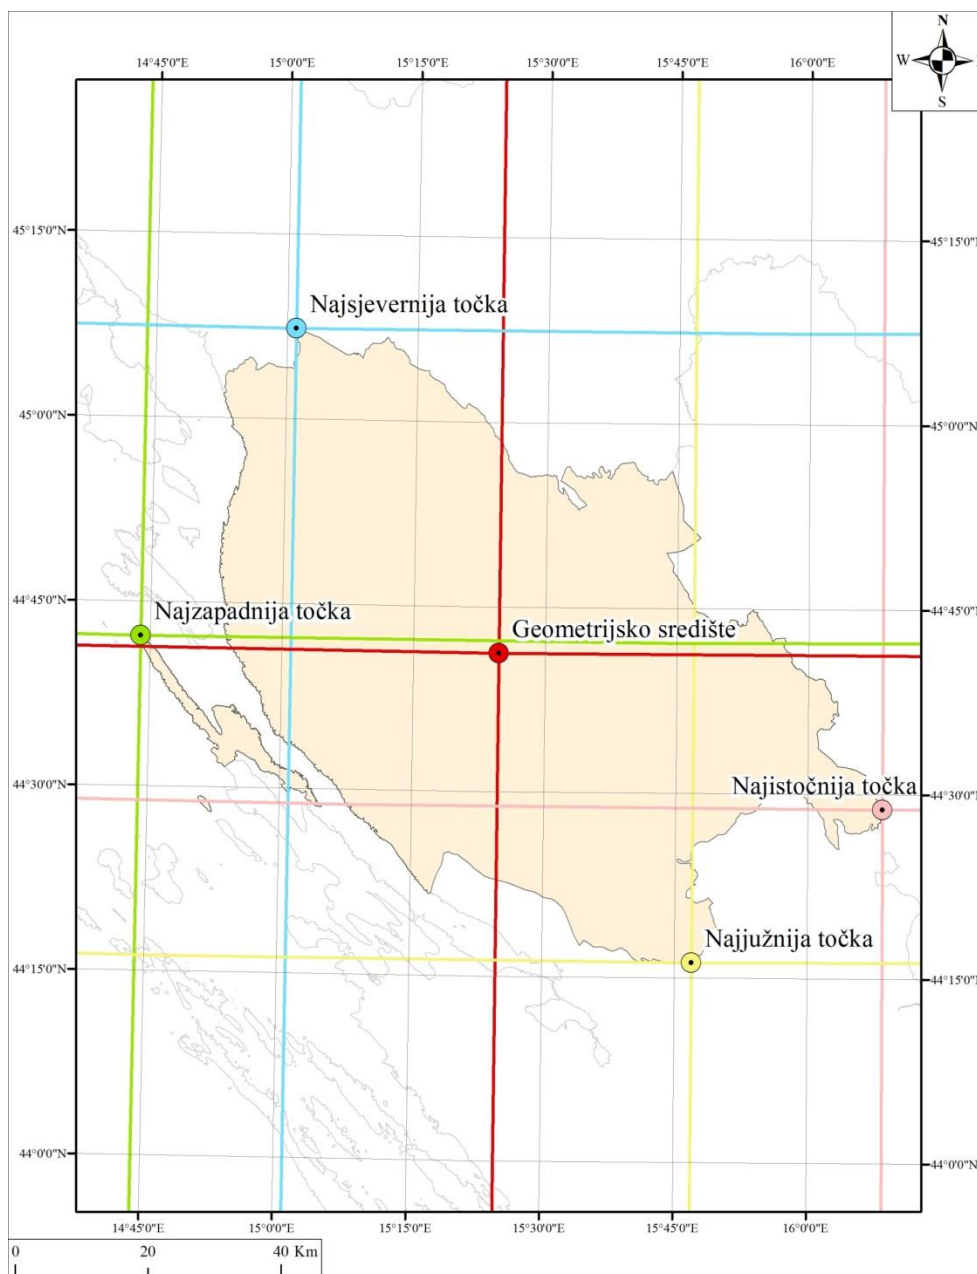 N
W
S
14°45'0"E 15°0'0"E 15°15'0"E 15°30'0"E 15°45'0"E 16°0'0"E
45°15'0"N 45°15'0"N
Najsjevernija točka
45°0'0"N 45°0'0"N
44°45'0"N 44°45'0"N
Najzapadnija točka
Geometrijsko središte
44°30'0"N 44°30'0"N
Najistočnija točka
Najjužnija točka
44°15'0"N 44°15'0"N
44°0'0"N 44°0'0"N
14°45'0"E 15°0'0"E 15°15'0"E 15°30'0"E 15°45'0"E 16°0'0"E
0 20 40 Km